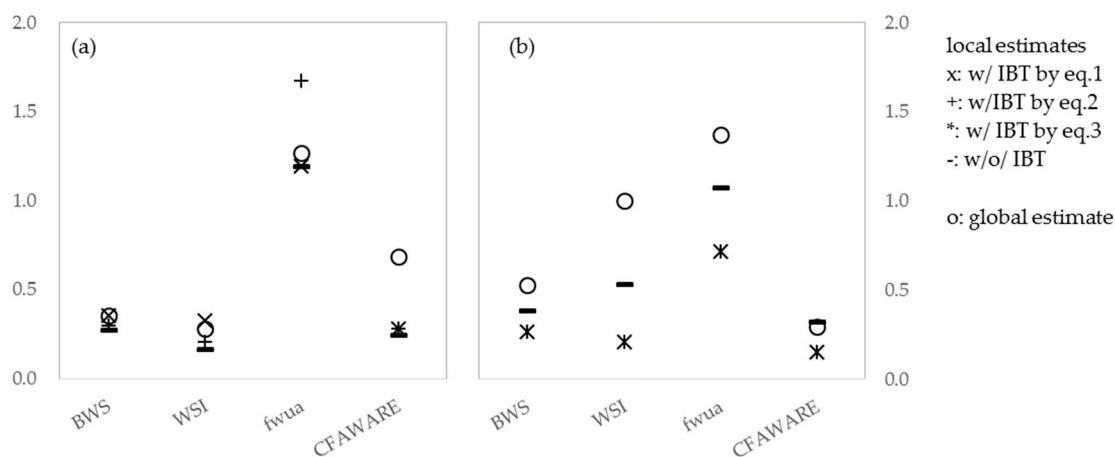 2.0
(a)
(b)
2.0
1.5
1.5
1.0
1.0
0.5
0.5
0.0
0.0
BWS
WSI
fwua
CFAWARE
BWS
WSI
fwua
CFAWARE
local estimates
x: w/ IBT by eq.1
+: w/IBT by eq.2
*: w/ IBT by eq.3
-: w/o/ IBT
o: global estimate